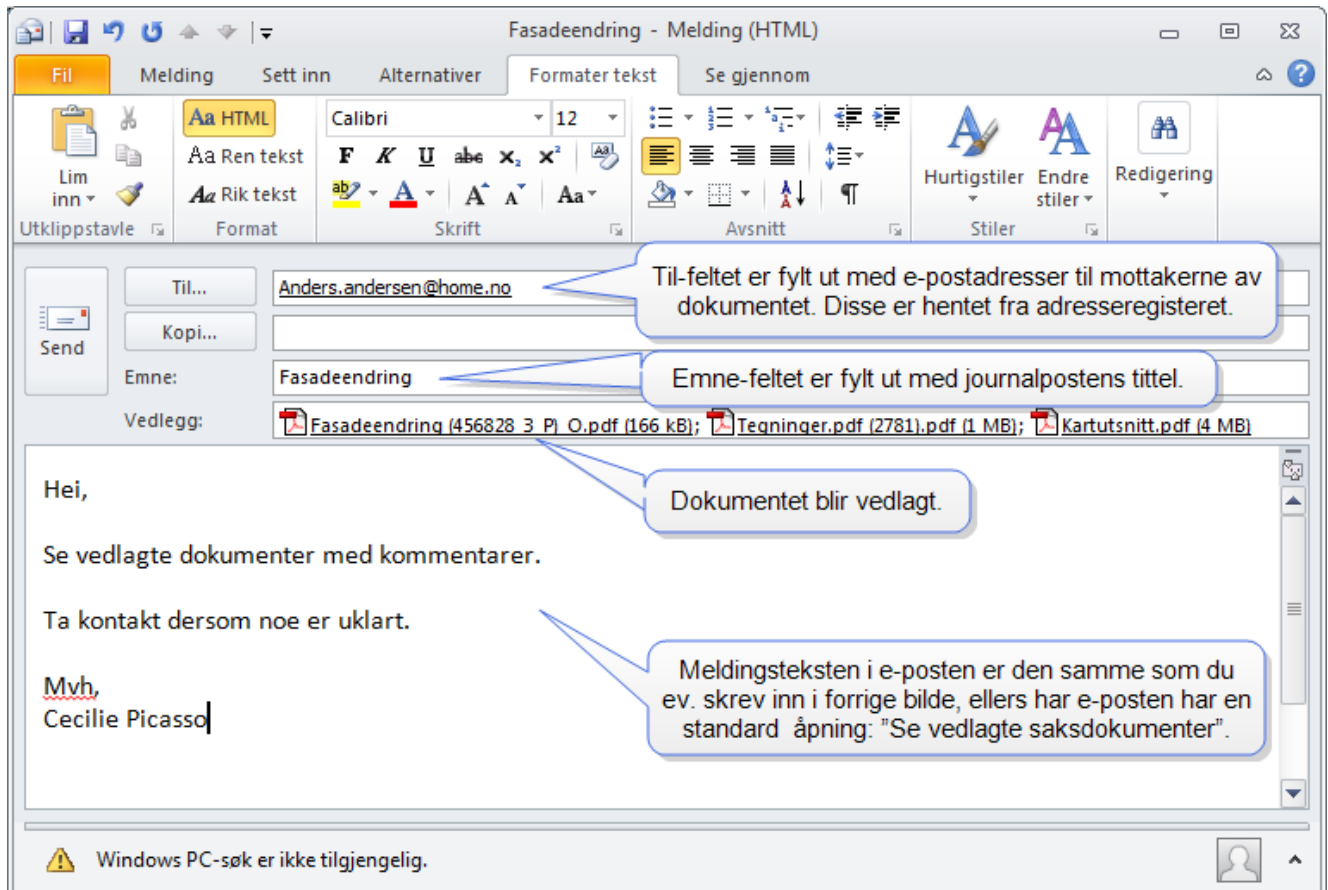 Fasadeendring - Melding (HTML)
Fil Melding Sett inn Alternativer Formater tekst Se gjennom
Lim inn
Utklippstavle
Aa HTML
Aa Ren tekst
Aa Rik tekst
Format
Calibri 12
F K U abc x₂ x² AB
ab A A A Aa
Skrift
Avsnitt
Hurtigstiler
Endre stiler
Stiler
Redigering
Send
Til... Anders.andersen@home.no
Til-feltet er fylt ut med e-postadresser til mottakerne av
dokumentet. Disse er hentet fra adresseregisteret.
Kopi...
Emne: Fasadeendring
Emne-feltet er fylt ut med journalpostens tittel.
Vedlegg: Fasadeendring (456828_3_P)_O.pdf (166 kB); Tegninger.pdf (2781).pdf (1 MB); Kartutsnitt.pdf (4 MB)
Dokumentet blir vedlagt.
Hei,
Se vedlagte dokumenter med kommentarer.
Ta kontakt dersom noe er uklart.
Mvh,
Cecilie Picasso
Meldingsteksten i e-posten er den samme som du
ev. skrev inn i forrige bilde, ellers har e-posten har en
standard åpning: ”Se vedlagte saksdokumenter”.
Windows PC-søk er ikke tilgjengelig.